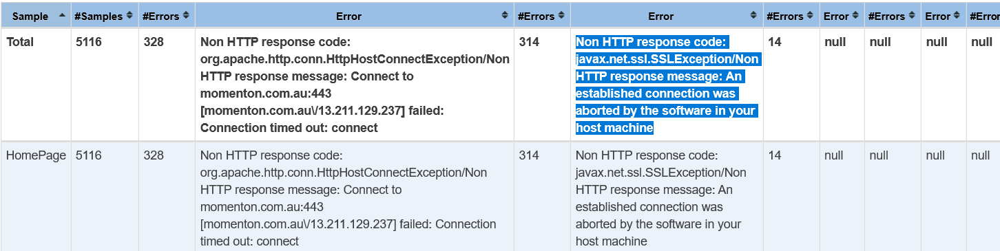 Sample #Samples #Errors Error #Errors Error #Errors Error #Errors Error #Error
Total 5116 328 Non HTTP response code: 314 Non HTTP response code: 14 null null null null
org.apache.http.conn.HttpHostConnectException/Non javax.net.ssl.SSLException/Non
HTTP response message: Connect to HTTP response message: An
momenton.com.au:443 established connection was
[momenton.com.au\/13.211.129.237] failed: aborted by the software in your
Connection timed out: connect host machine
HomePage 5116 328 Non HTTP response code: 314 Non HTTP response code: 14 null null null null
org.apache.http.conn.HttpHostConnectException/Non javax.net.ssl.SSLException/Non
HTTP response message: Connect to HTTP response message: An
momenton.com.au:443 established connection was
[momenton.com.au\/13.211.129.237] failed: Connection aborted by the software in your
timed out: connect host machine